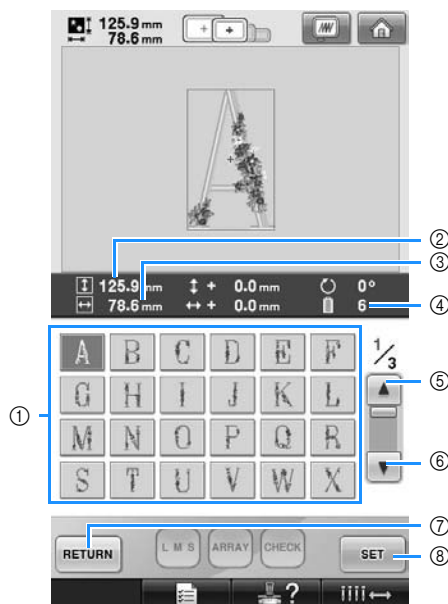 125.9 mm
78.6 mm
②
125.9 mm + 0.0 mm 0°
③
78.6 mm + 0.0 mm 6
④
1/3
A B C D E F
⑤
G H I J K L
①
M N O P Q R
⑥
S T U V W X
⑦
RETURN L M S ARRAY CHECK SET
⑧
?